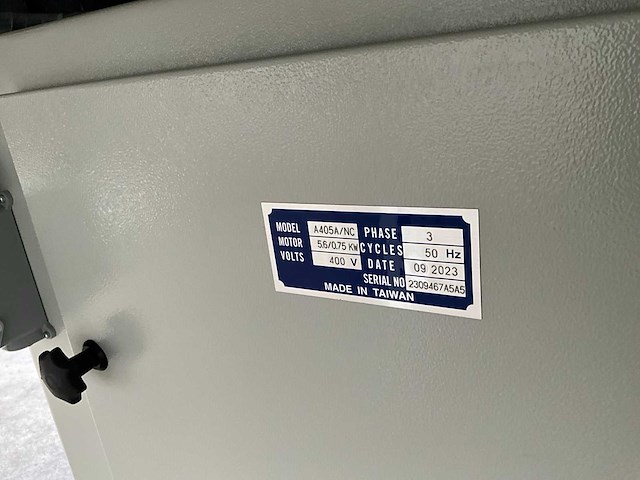 MODEL A405A/NC PHASE 3
MOTOR 5.6/0.75 KW CYCLES 50 Hz
VOLTS 400 V DATE 09 2023
SERIAL NO 2309467A5A5
MADE IN TAIWAN